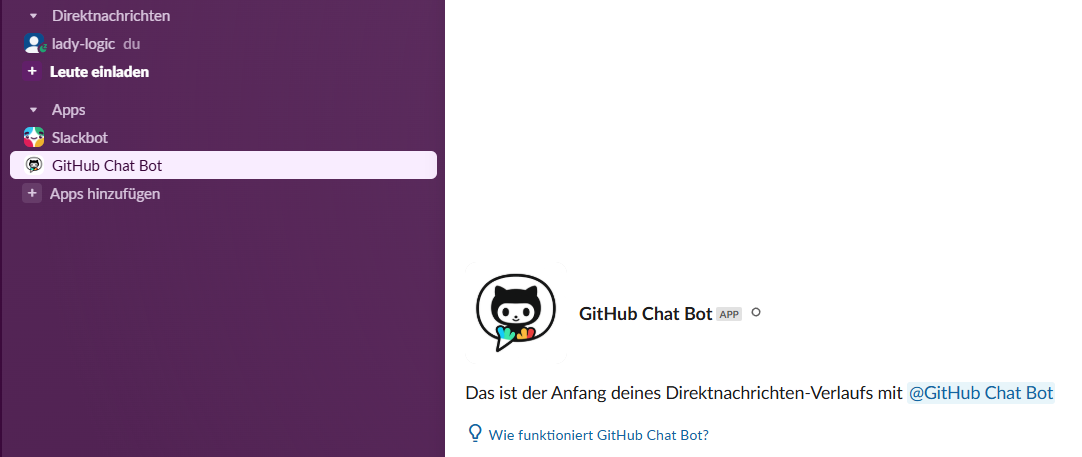 Direktnachrichten
lady-logic du
+ Leute einladen
Apps
Slackbot
GitHub Chat Bot
+ Apps hinzufügen
GitHub Chat Bot APP
Das ist der Anfang deines Direktnachrichten-Verlaufs mit @GitHub Chat Bot
Wie funktioniert GitHub Chat Bot?